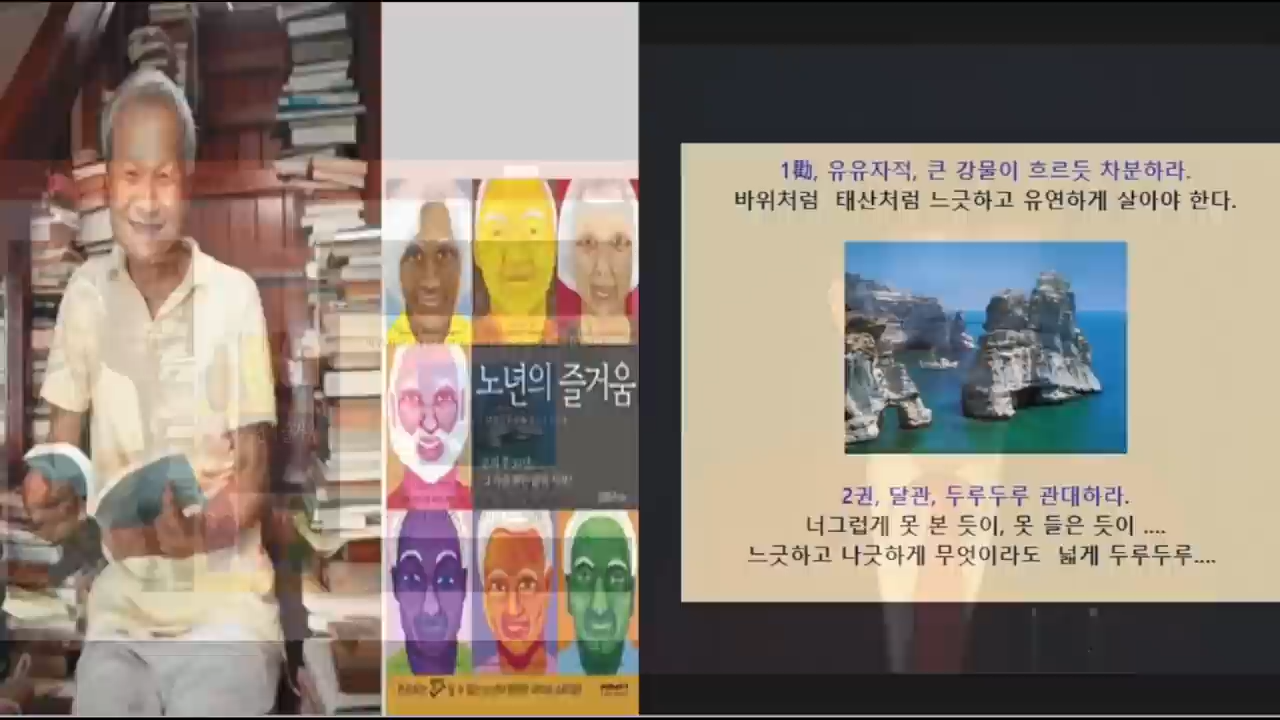 노년의 즐거움
1勸, 유유자적, 큰 강물이 흐르듯 차분하라.
바위처럼 태산처럼 느긋하고 유연하게 살아야 한다.
2권, 달관, 두루두루 관대하라.
너그럽게 못 본 듯이, 못 들은 듯이 ....
느긋하고 나긋하게 무엇이라도 넓게 두루두루....